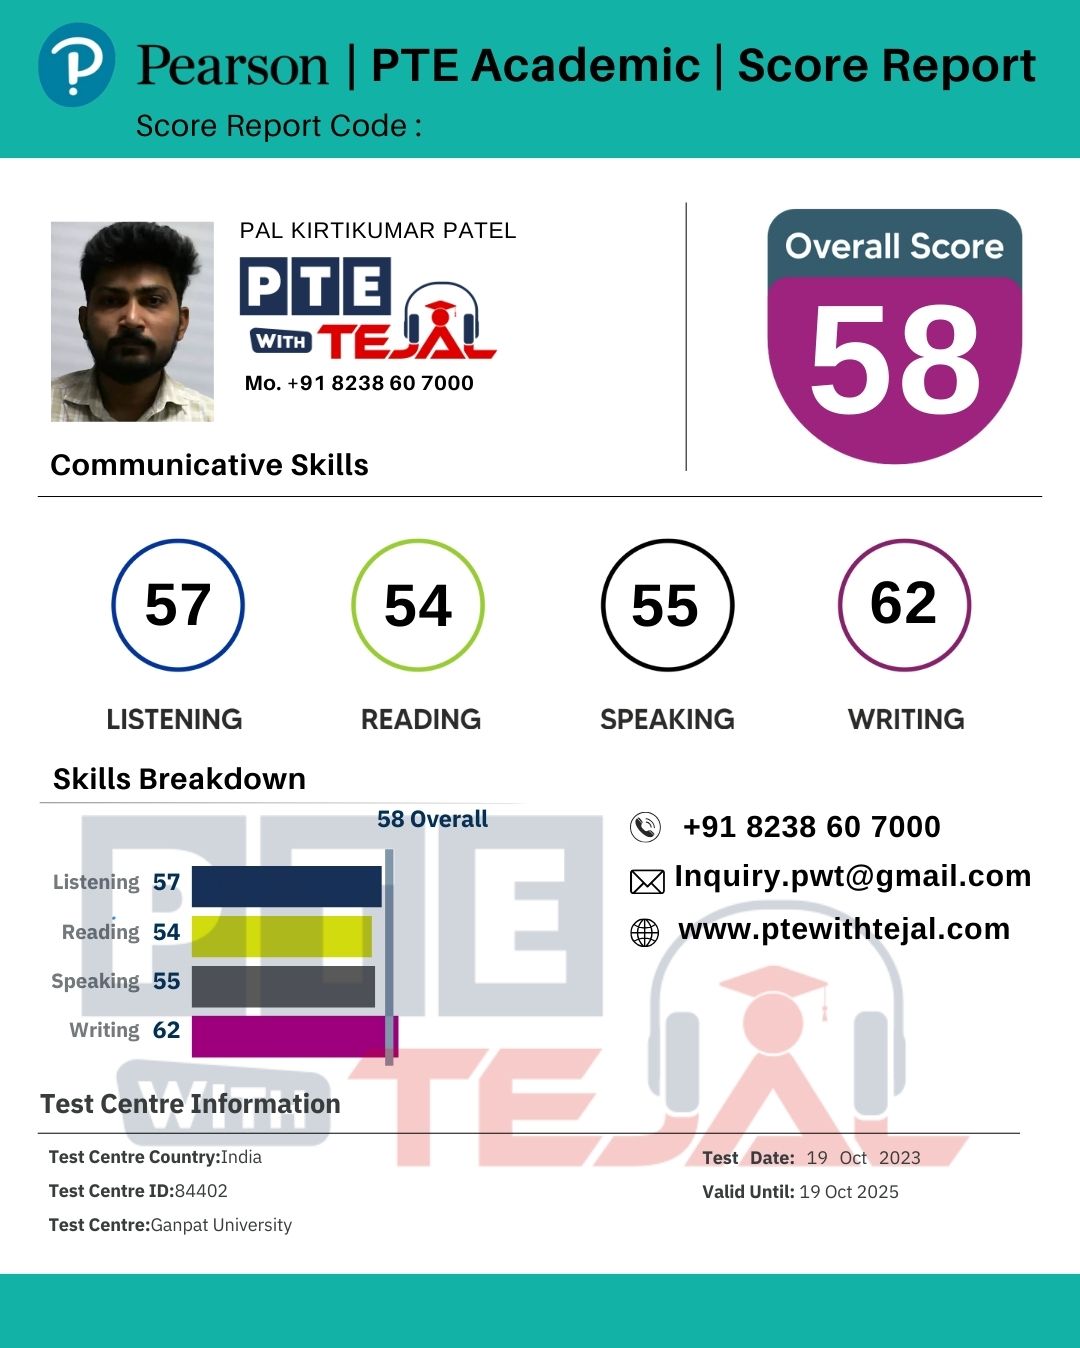 Pearson | PTE Academic | Score Report
Score Report Code :
PAL KIRTIKUMAR PATEL
PTE
WITH TEJAL
Mo. +91 8238 60 7000
Overall Score
58
Communicative Skills
57 54 55 62
LISTENING READING SPEAKING WRITING
Skills Breakdown
58 Overall
Listening 57
Reading 54
Speaking 55
Writing 62
+91 8238 60 7000
Inquiry.pwt@gmail.com
www.ptewithtejal.com
PTE
WITH TEJAL
Test Centre Information
Test Centre Country:India
Test Centre ID:84402
Test Centre:Ganpat University
Test Date: 19 Oct 2023
Valid Until: 19 Oct 2025